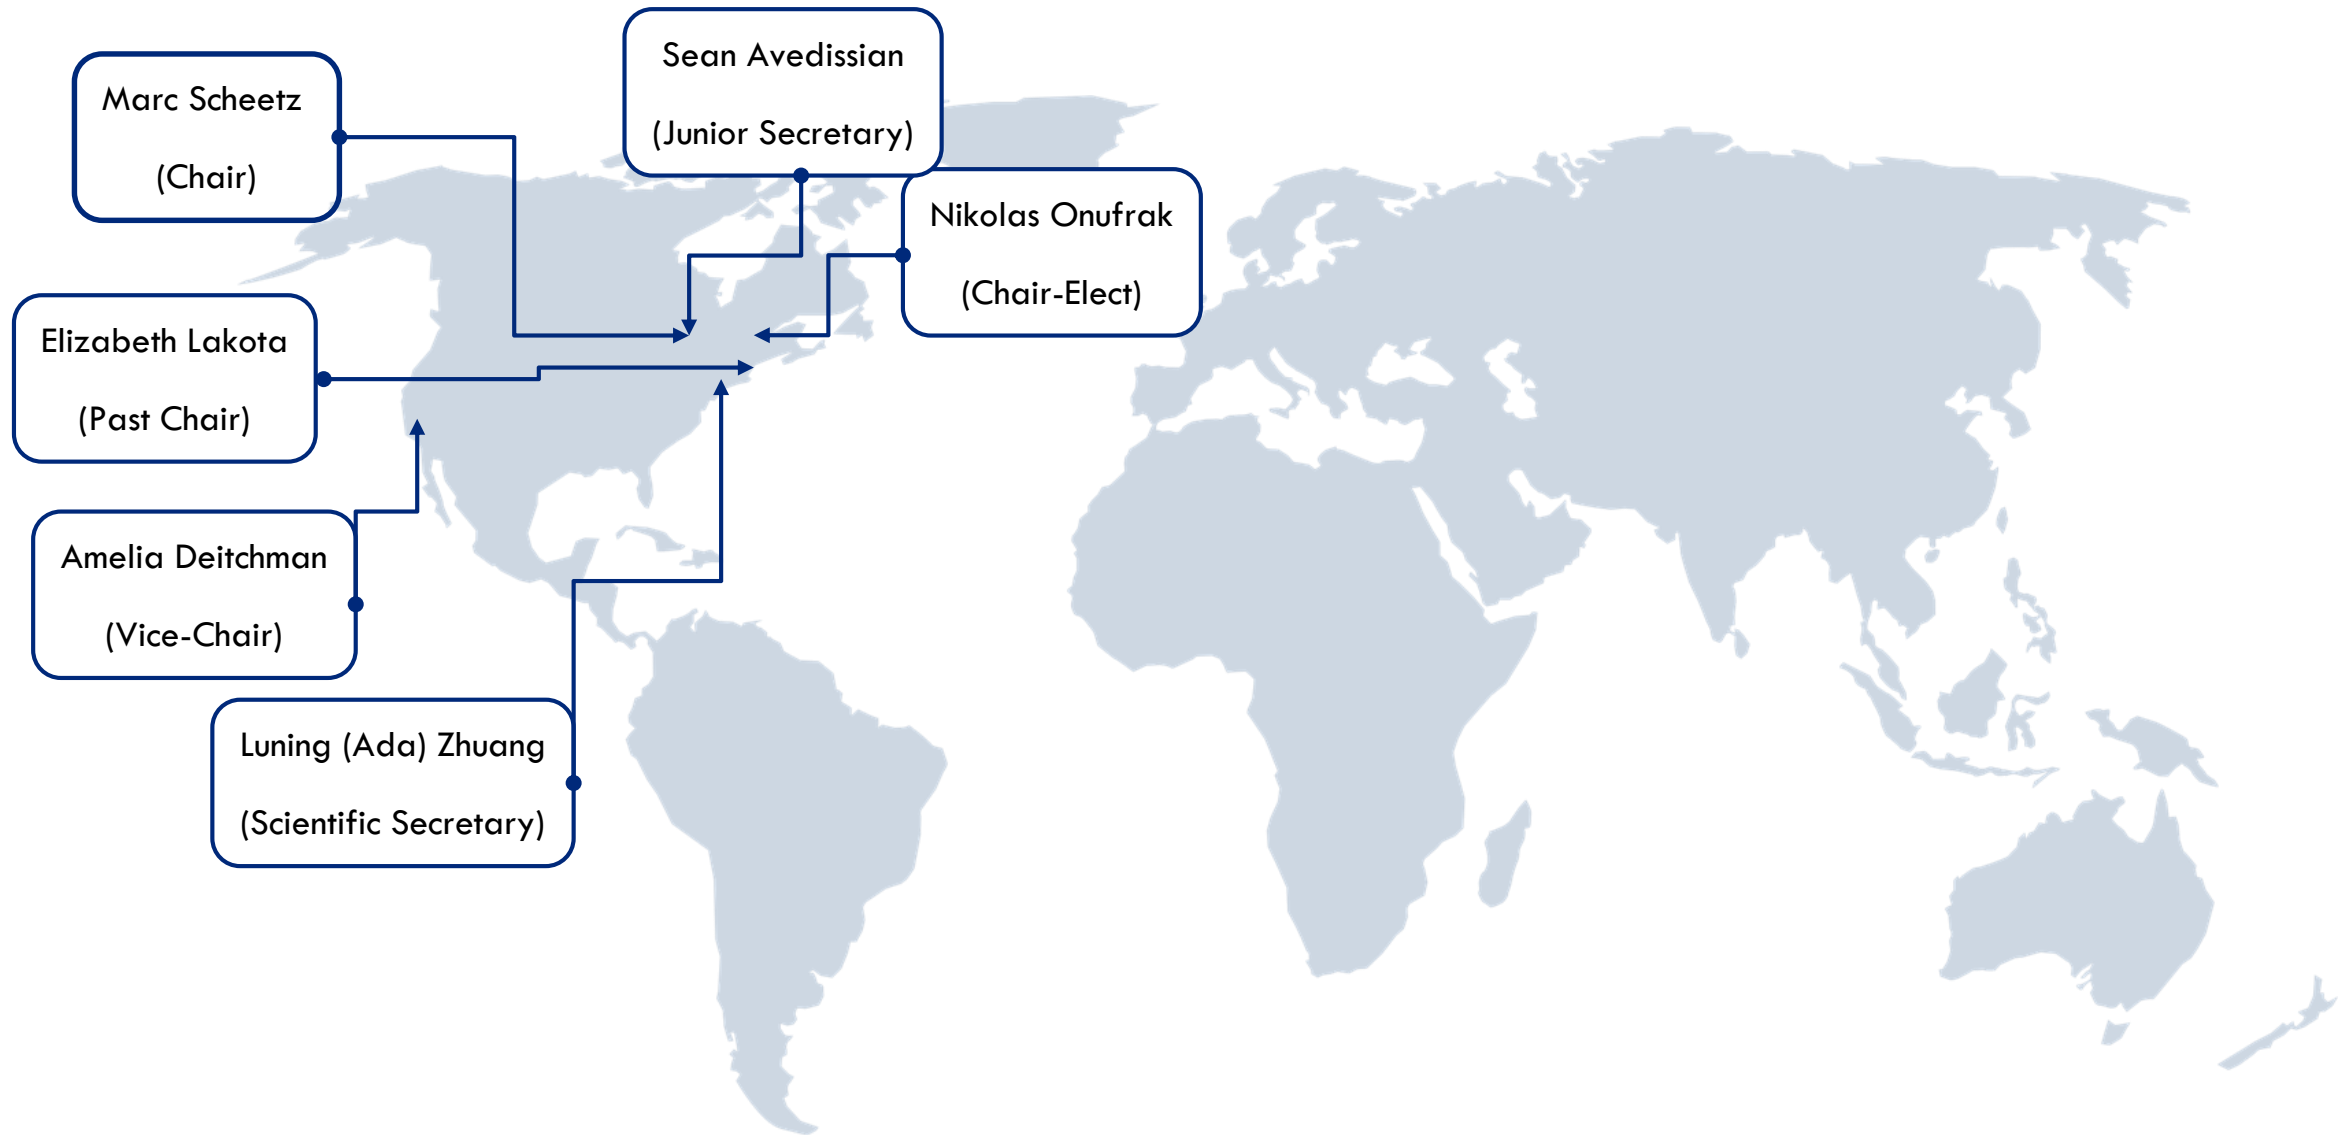 Sean Avedissian
(Junior Secretary)
Marc Scheetz
(Chair)
Nikolas Onufrak
(Chair-Elect)
Elizabeth Lakota
(Past Chair)
Amelia Deitchman
(Vice-Chair)
Luning (Ada) Zhuang
(Scientific Secretary)